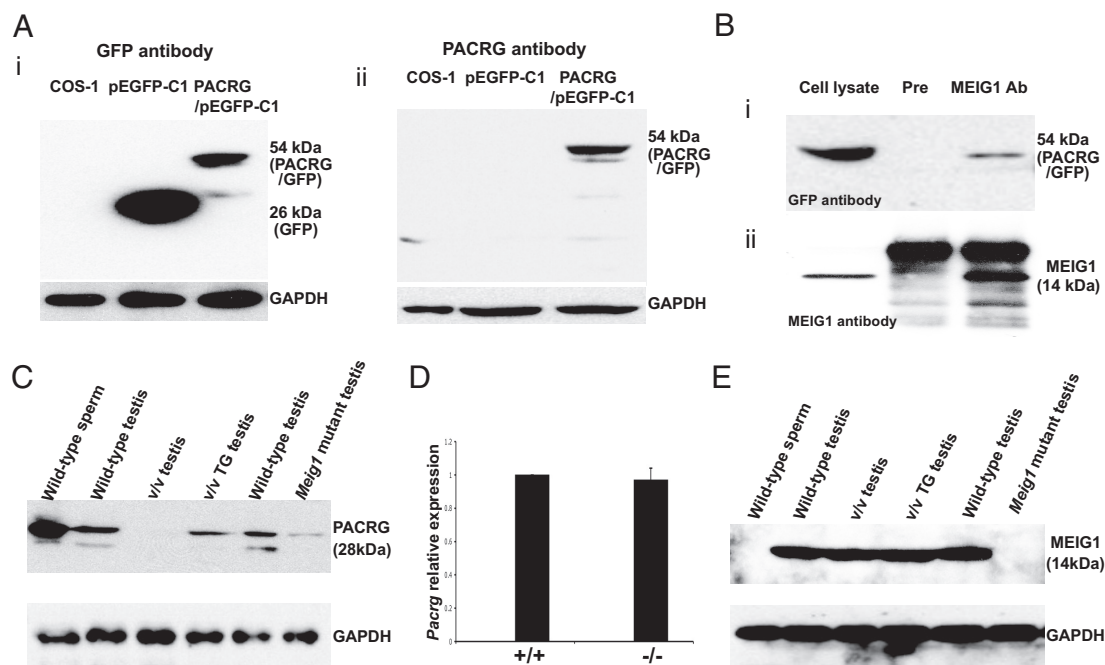 A
GFP antibody
i
COS-1 pEGFP-C1 PACRG
/pEGFP-C1
54 kDa
(PACRG
/GFP)
26 kDa
(GFP)
GAPDH
PACRG antibody
ii
COS-1 pEGFP-C1 PACRG
/pEGFP-C1
54 kDa
(PACRG
/GFP)
GAPDH
B
Cell lysate Pre MEIG1 Ab
i
54 kDa
(PACRG
/GFP)
GFP antibody
ii
MEIG1
(14 kDa)
MEIG1 antibody
C
Wild-type sperm
Wild-type testis
v/v testis
v/v TG testis
Wild-type testis
Meig1 mutant testis
PACRG
(28kDa)
GAPDH
D
Pacrg relative expression
1.2
1
0.8
0.6
0.4
0.2
0
+/+ -/-
E
Wild-type sperm
Wild-type testis
v/v testis
v/v TG testis
Wild-type testis
Meig1 mutant testis
MEIG1
(14kDa)
GAPDH